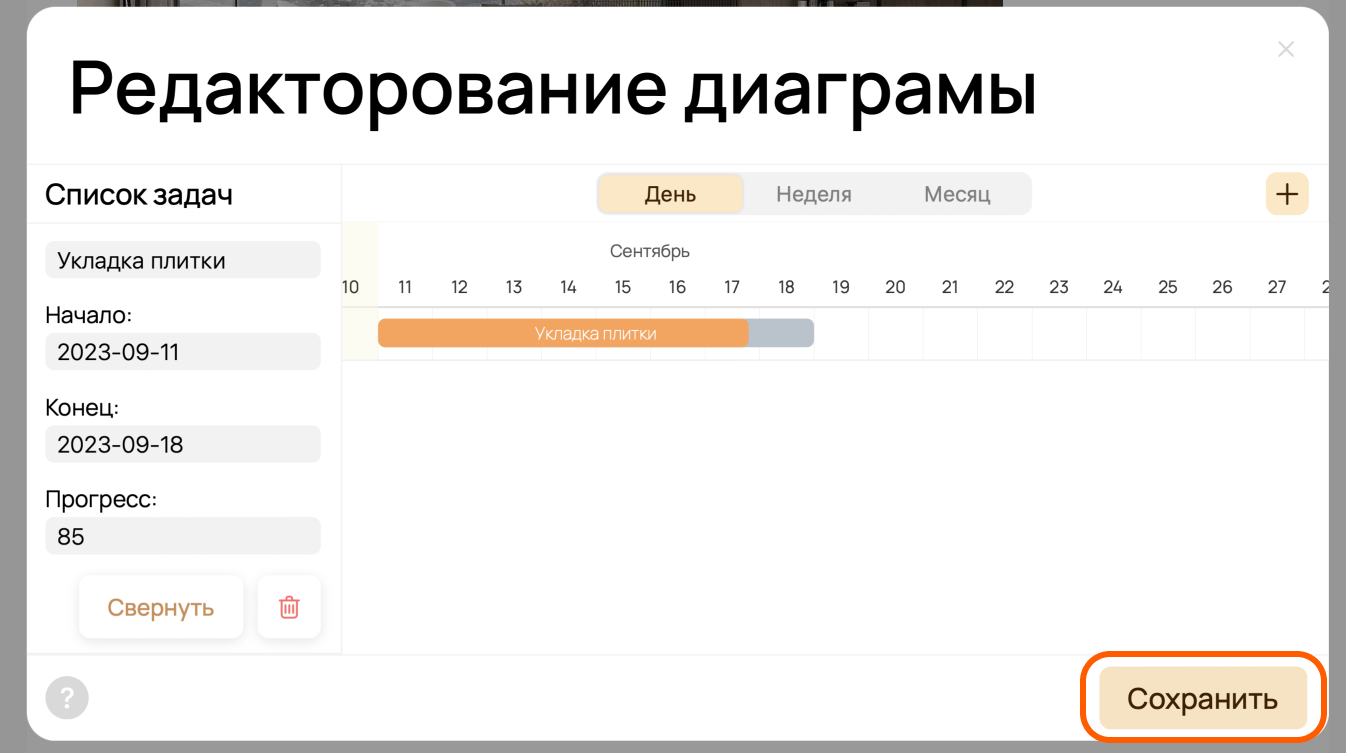 Редакторование диаграмы
Список задач
День Неделя Месяц
+
Укладка плитки
Начало:
2023-09-11
Конец:
2023-09-18
Прогресс:
85
Свернуть
Сентябрь
10 11 12 13 14 15 16 17 18 19 20 21 22 23 24 25 26 27
Укладка плитки
?
Сохранить